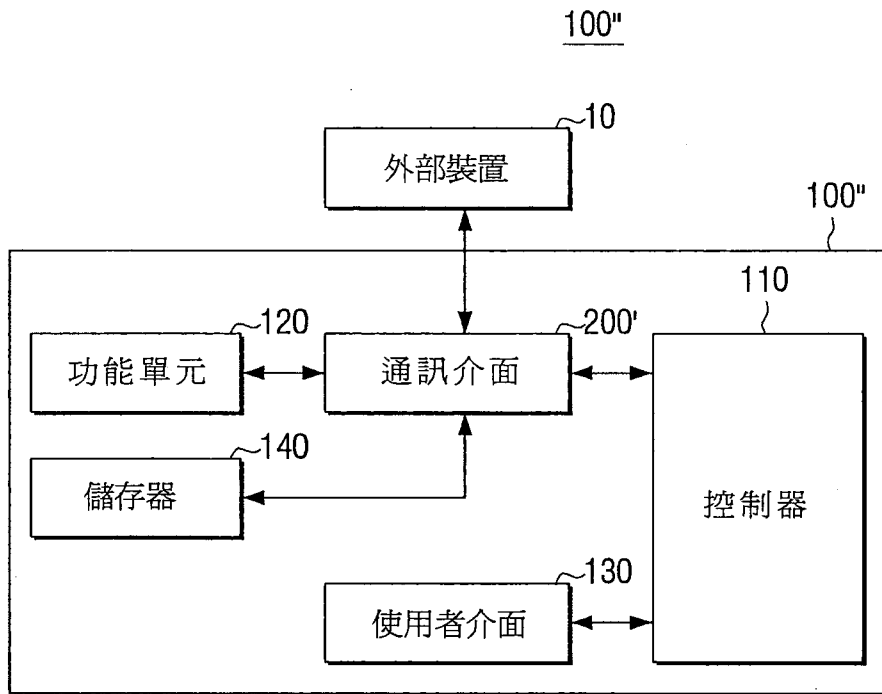 100"
10
外部裝置
100"
110
120
200'
功能單元
通訊介面
140
儲存器
控制器
130
使用者介面